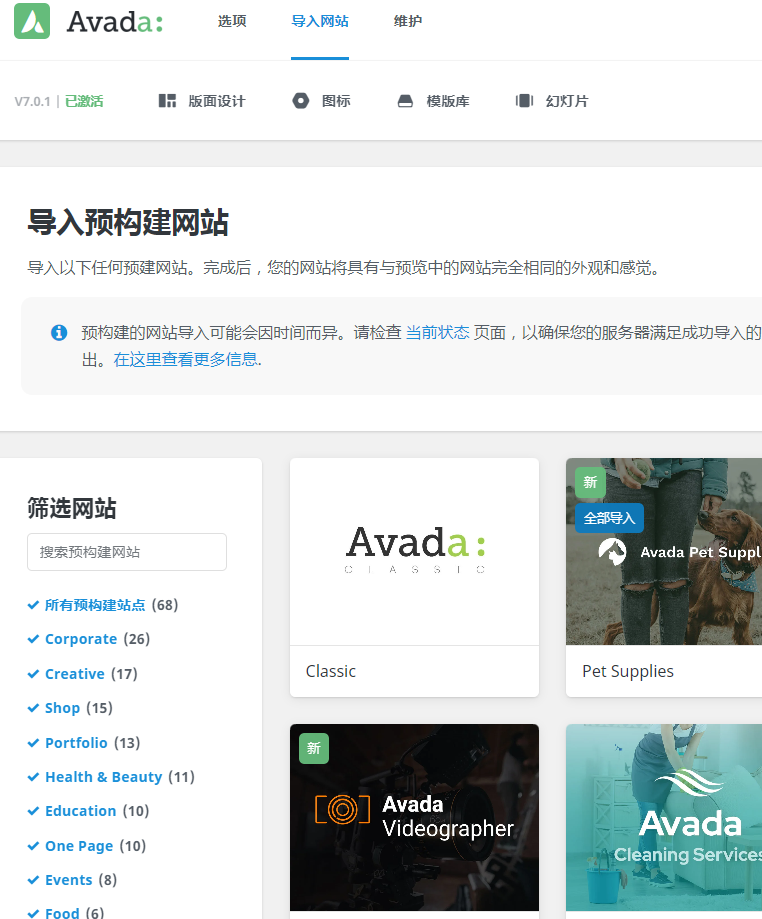 Avada: 选项 导入网站 维护
V7.0.1 | 已激活 版面设计 图标 模版库 幻灯片
导入预构建网站
导入以下任何预建网站。完成后，您的网站将具有与预览中的网站完全相同的外观和感觉。
预构建的网站导入可能会因时间而异。请检查 当前状态 页面，以确保您的服务器满足成功导入的
出。在这里查看更多信息.
筛选网站
搜索预构建网站
所有预构建站点 (68)
Corporate (26)
Creative (17)
Shop (15)
Portfolio (13)
Health & Beauty (11)
Education (10)
One Page (10)
Events (8)
Food (6)
Avada:
CLASSIC
Classic
新
全部导入
Avada Pet Suppl
Pet Supplies
新
Avada
Videographer
Avada
Cleaning Services